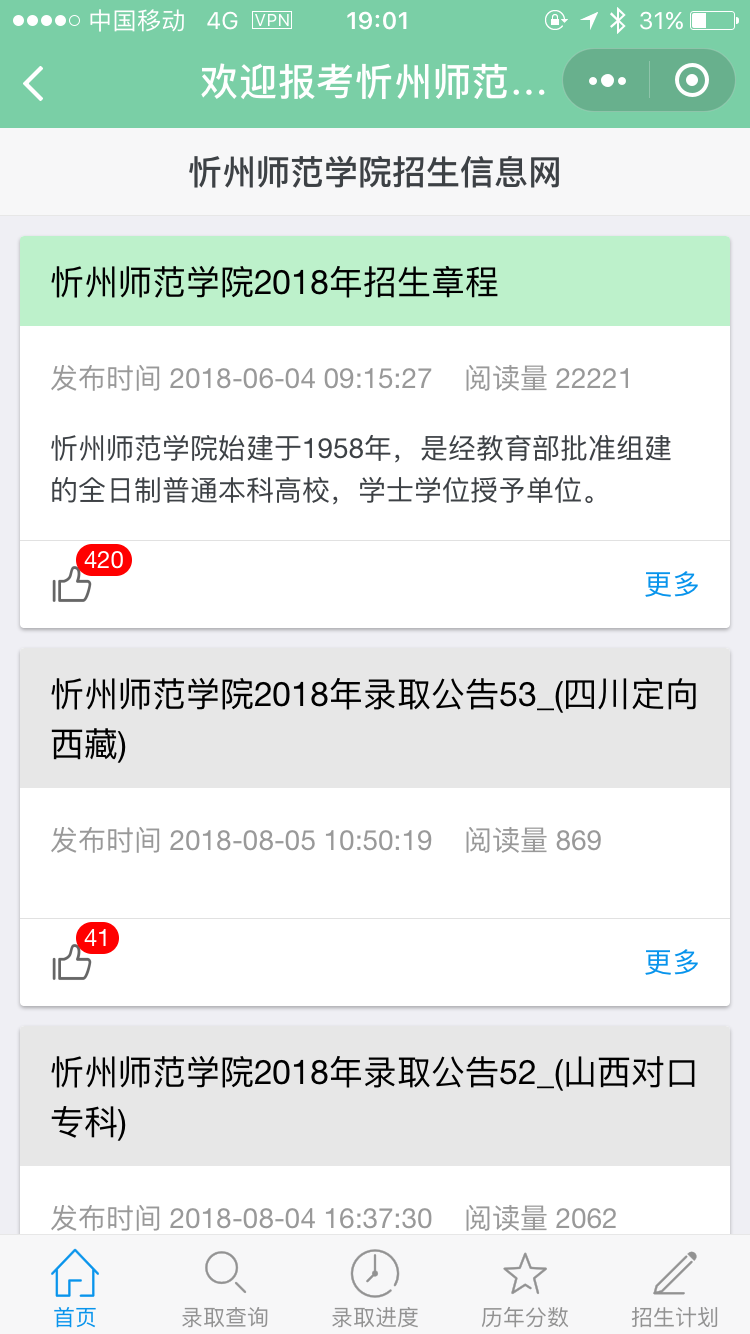 中国移动 4G VPN 19:01 31%
欢迎报考忻州师范...
忻州师范学院招生信息网
忻州师范学院2018年招生章程
发布时间 2018-06-04 09:15:27 阅读量 22221
忻州师范学院始建于1958年，是经教育部批准组建
的全日制普通本科高校，学士学位授予单位。
420
更多
忻州师范学院2018年录取公告53_(四川定向
西藏)
发布时间 2018-08-05 10:50:19 阅读量 869
41
更多
忻州师范学院2018年录取公告52_(山西对口
专科)
发布时间 2018-08-04 16:37:30 阅读量 2062
首页 录取查询 录取进度 历年分数 招生计划